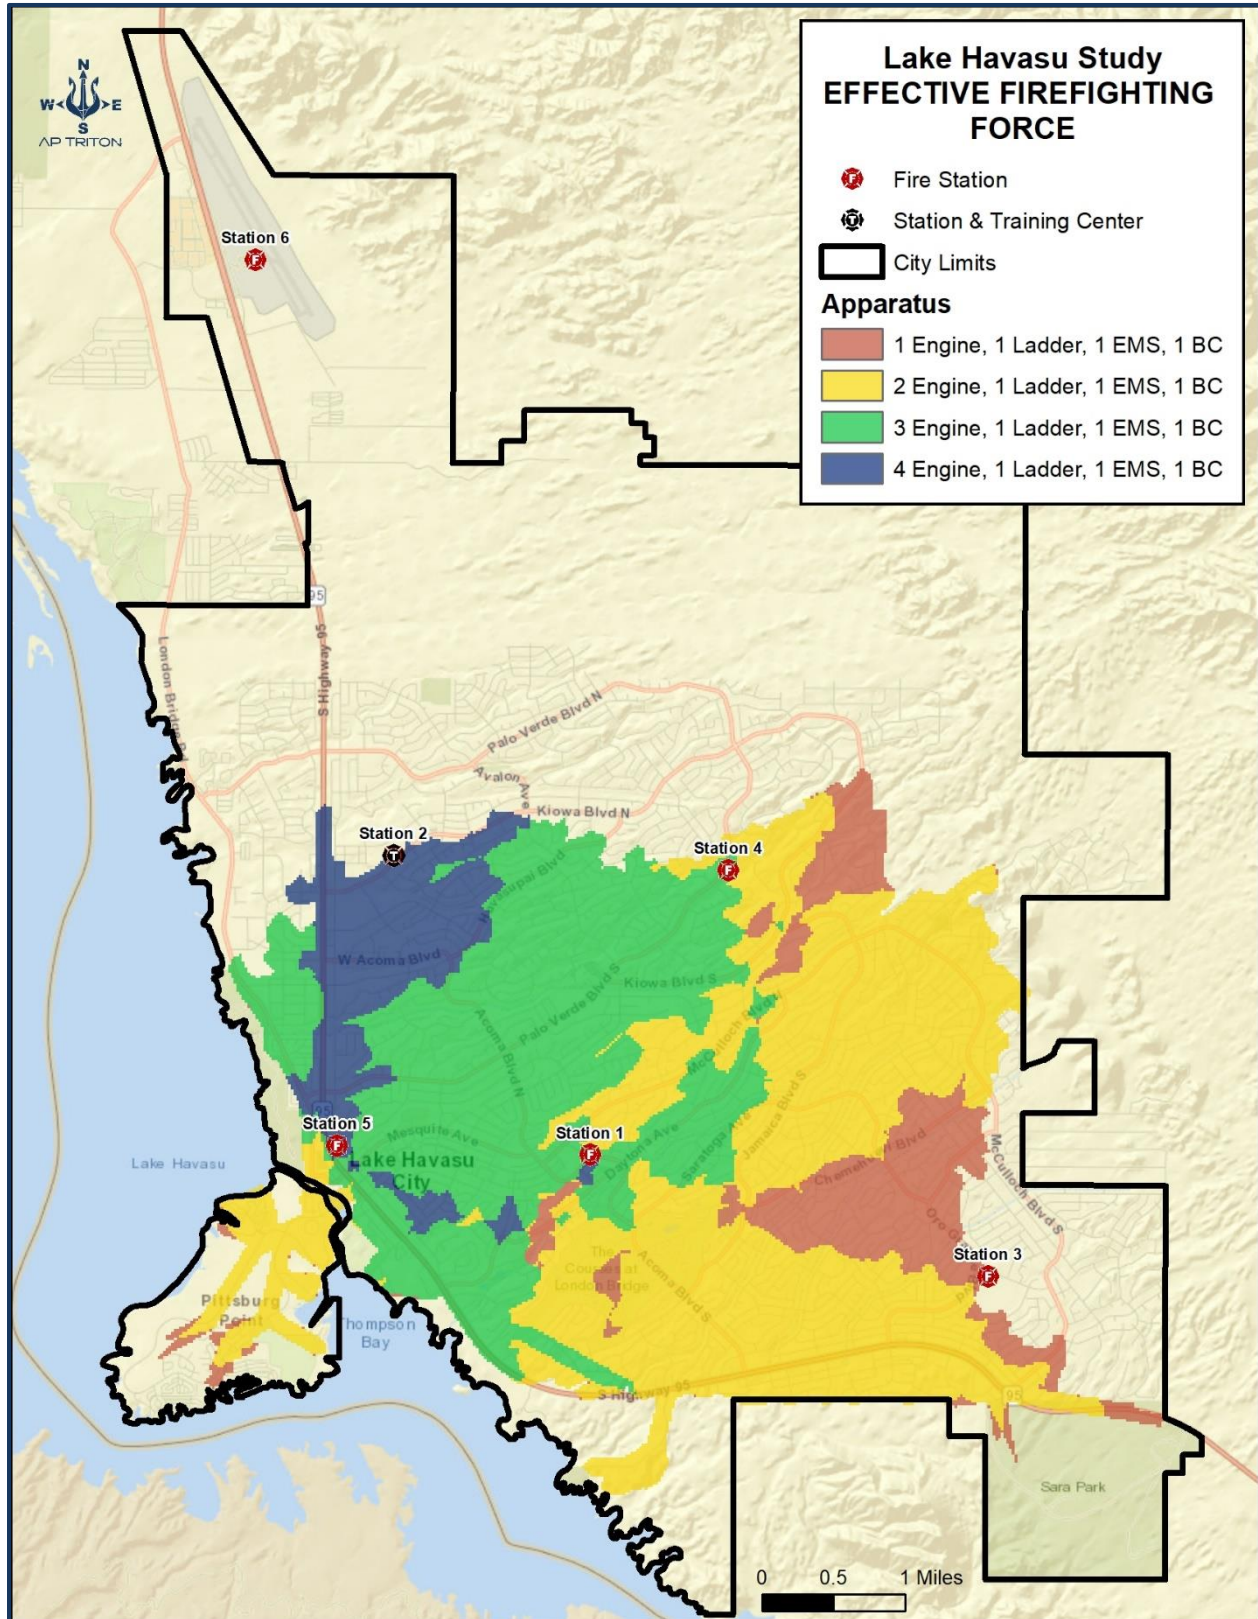 Lake Havasu Study
EFFECTIVE FIREFIGHTING
FORCE
Fire Station
Station & Training Center
City Limits
Apparatus
1 Engine, 1 Ladder, 1 EMS, 1 BC
2 Engine, 1 Ladder, 1 EMS, 1 BC
3 Engine, 1 Ladder, 1 EMS, 1 BC
4 Engine, 1 Ladder, 1 EMS, 1 BC
N
W E
S
AP TRITON
Station 6
95
S Highway 95
London Bridge Rd
Palo Verde Blvd N
Avalon Ave
Kiowa Blvd N
Station 2
Station 4
Havasupai Blvd
W Acoma Blvd
Kiowa Blvd S
Palo Verde Blvd S
Acoma Blvd N
McCulloch Blvd N
95
Station 5
Mesquite Ave
Station 1
Daytona Ave
Saratoga Ave
Jamaica Blvd S
Chemehuevi Blvd
McCulloch Blvd S
Lake Havasu
Lake Havasu
City
Station 3
The
Courses at
London Bridge
Acoma Blvd S
Pittsburg
Point
Thompson
Bay
S Highway 95
95
Sara Park
0 0.5 1 Miles